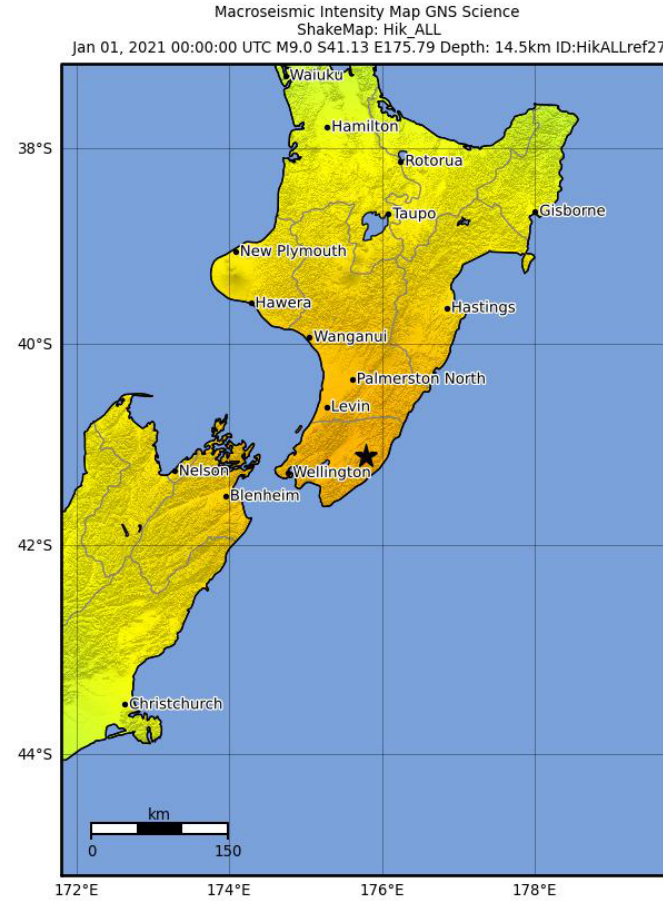 Macroseismic Intensity Map GNS Science
ShakeMap: Hik_ALL
Jan 01, 2021 00:00:00 UTC M9.0 S41.13 E175.79 Depth: 14.5km ID:HikALLref27
Waiuku
Hamilton
38°S
Rotorua
Taupo
Gisborne
New Plymouth
Hawera
Hastings
Wanganui
40°S
Palmerston North
Levin
Nelson
Wellington
Blenheim
42°S
Christchurch
44°S
km
0 150
172°E 174°E 176°E 178°E